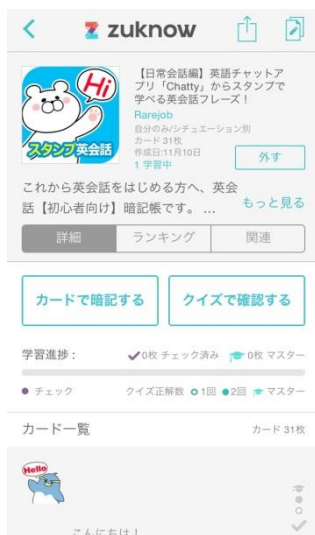 zuknow
Hi
スタンプ英会話
【日常会話編】英語チャットア
プリ「Chatty」からスタンプで
学べる英会話フレーズ！
Rarejob
自分のみ/シチュエーション別
カード 31枚
作成日:11月10日
1 学習中
外す
これから英会話をはじめる方へ、英会
話【初心者向け】暗記帳です。 ...
もっと見る
詳細
ランキング
関連
カードで暗記する
クイズで確認する
学習進捗：
0枚 チェック済み
0枚 マスター
チェック
クイズ正解数 1回 2回 マスター
カード一覧
カード 31枚
Hello
こんにちは！